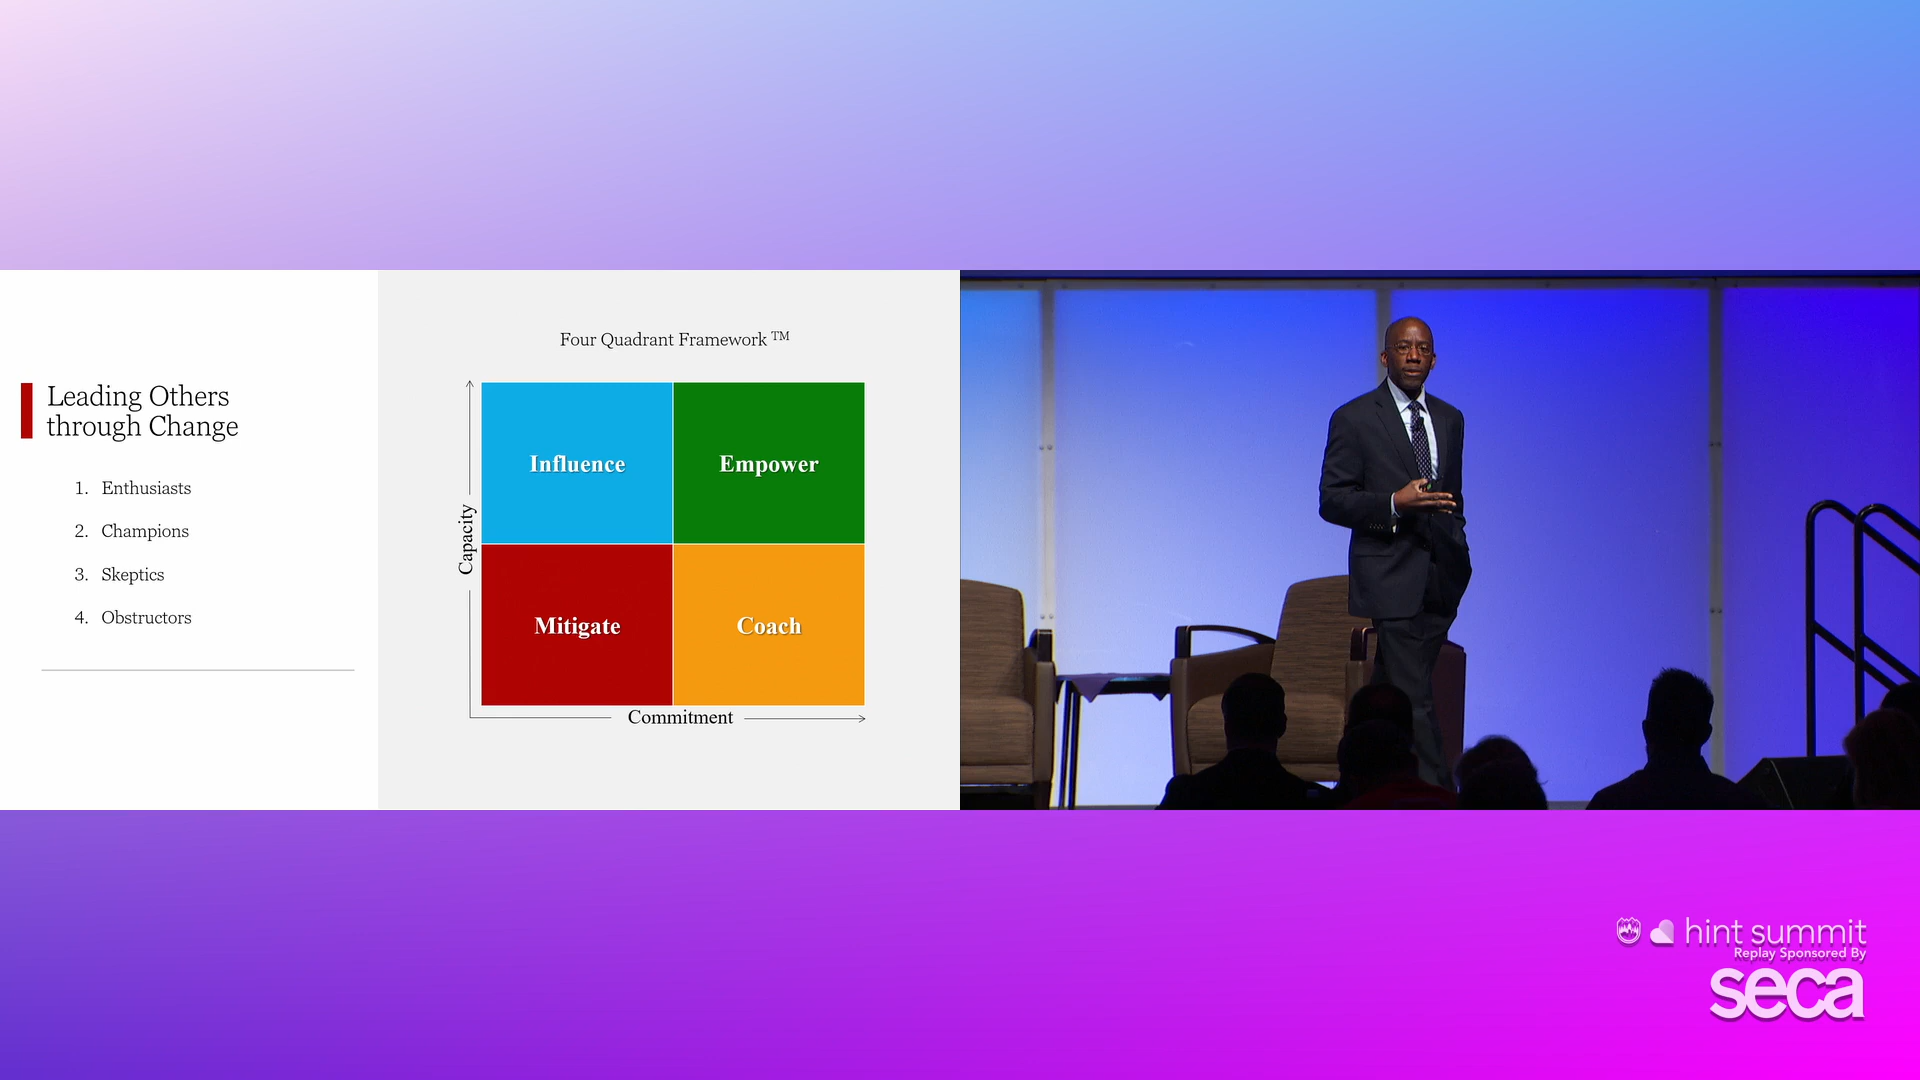 Leading Others
through Change
1. Enthusiasts
2. Champions
3. Skeptics
4. Obstructors
Four Quadrant Framework TM
Capacity
Influence
Empower
Mitigate
Coach
Commitment
hint summit
Replay Sponsored By
seca